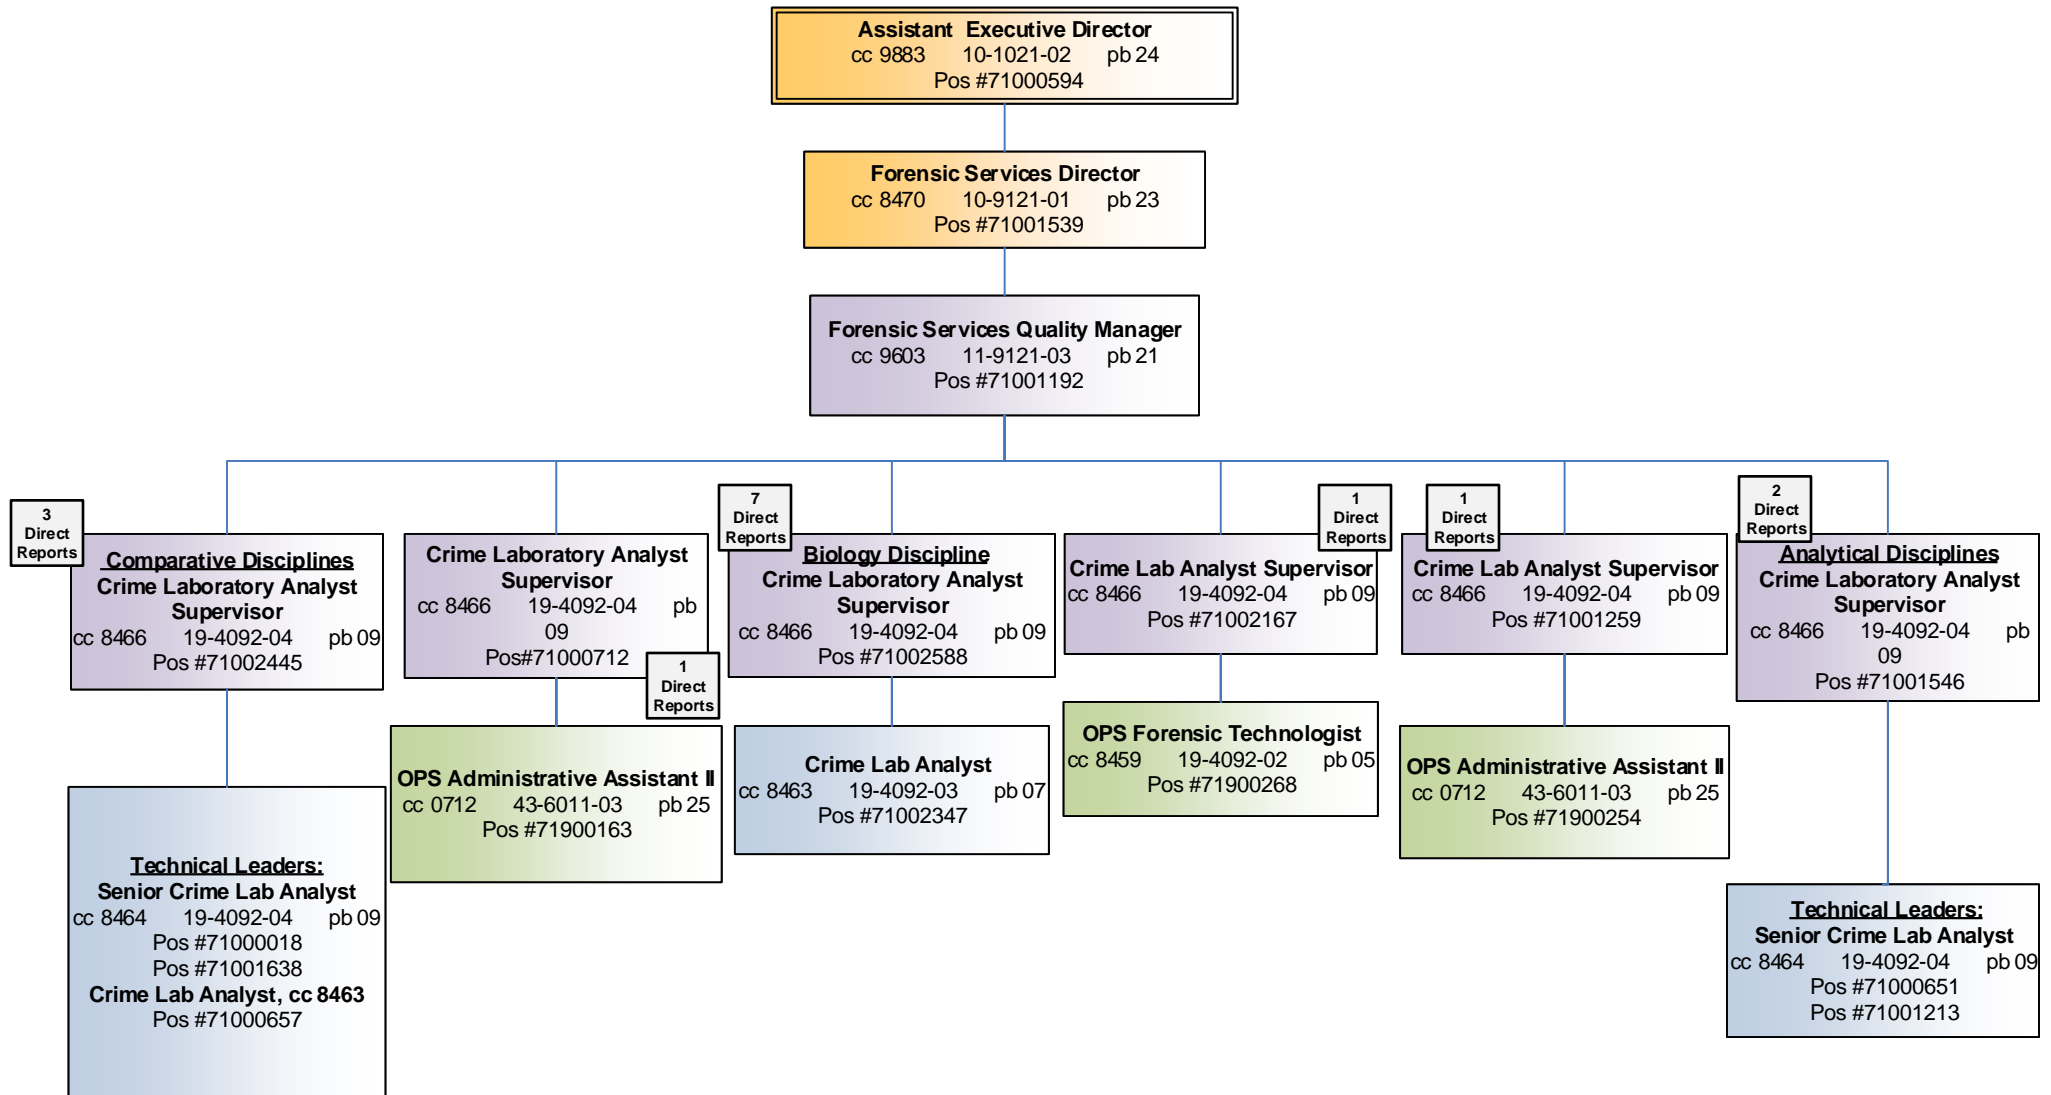 Assistant Executive Director
cc 9883 10-1021-02 pb 24
Pos #71000594
Forensic Services Director
cc 8470 10-9121-01 pb 23
Pos #71001539
Forensic Services Quality Manager
cc 9603 11-9121-03 pb 21
Pos #71001192
3
Direct
Reports
Comparative Disciplines
Crime Laboratory Analyst
Supervisor
cc 8466 19-4092-04 pb 09
Pos #71002445
Crime Laboratory Analyst
Supervisor
cc 8466 19-4092-04 pb
09
Pos#71000712
1
Direct
Reports
7
Direct
Reports
Biology Discipline
Crime Laboratory Analyst
Supervisor
cc 8466 19-4092-04 pb 09
Pos #71002588
1
Direct
Reports
Crime Lab Analyst Supervisor
cc 8466 19-4092-04 pb 09
Pos #71002167
1
Direct
Reports
Crime Lab Analyst Supervisor
cc 8466 19-4092-04 pb 09
Pos #71001259
2
Direct
Reports
Analytical Disciplines
Crime Laboratory Analyst
Supervisor
cc 8466 19-4092-04 pb
09
Pos #71001546
Technical Leaders:
Senior Crime Lab Analyst
cc 8464 19-4092-04 pb 09
Pos #71000018
Pos #71001638
Crime Lab Analyst, cc 8463
Pos #71000657
OPS Administrative Assistant II
cc 0712 43-6011-03 pb 25
Pos #71900163
Crime Lab Analyst
cc 8463 19-4092-03 pb 07
Pos #71002347
OPS Forensic Technologist
cc 8459 19-4092-02 pb 05
Pos #71900268
OPS Administrative Assistant II
cc 0712 43-6011-03 pb 25
Pos #71900254
Technical Leaders:
Senior Crime Lab Analyst
cc 8464 19-4092-04 pb 09
Pos #71000651
Pos #71001213